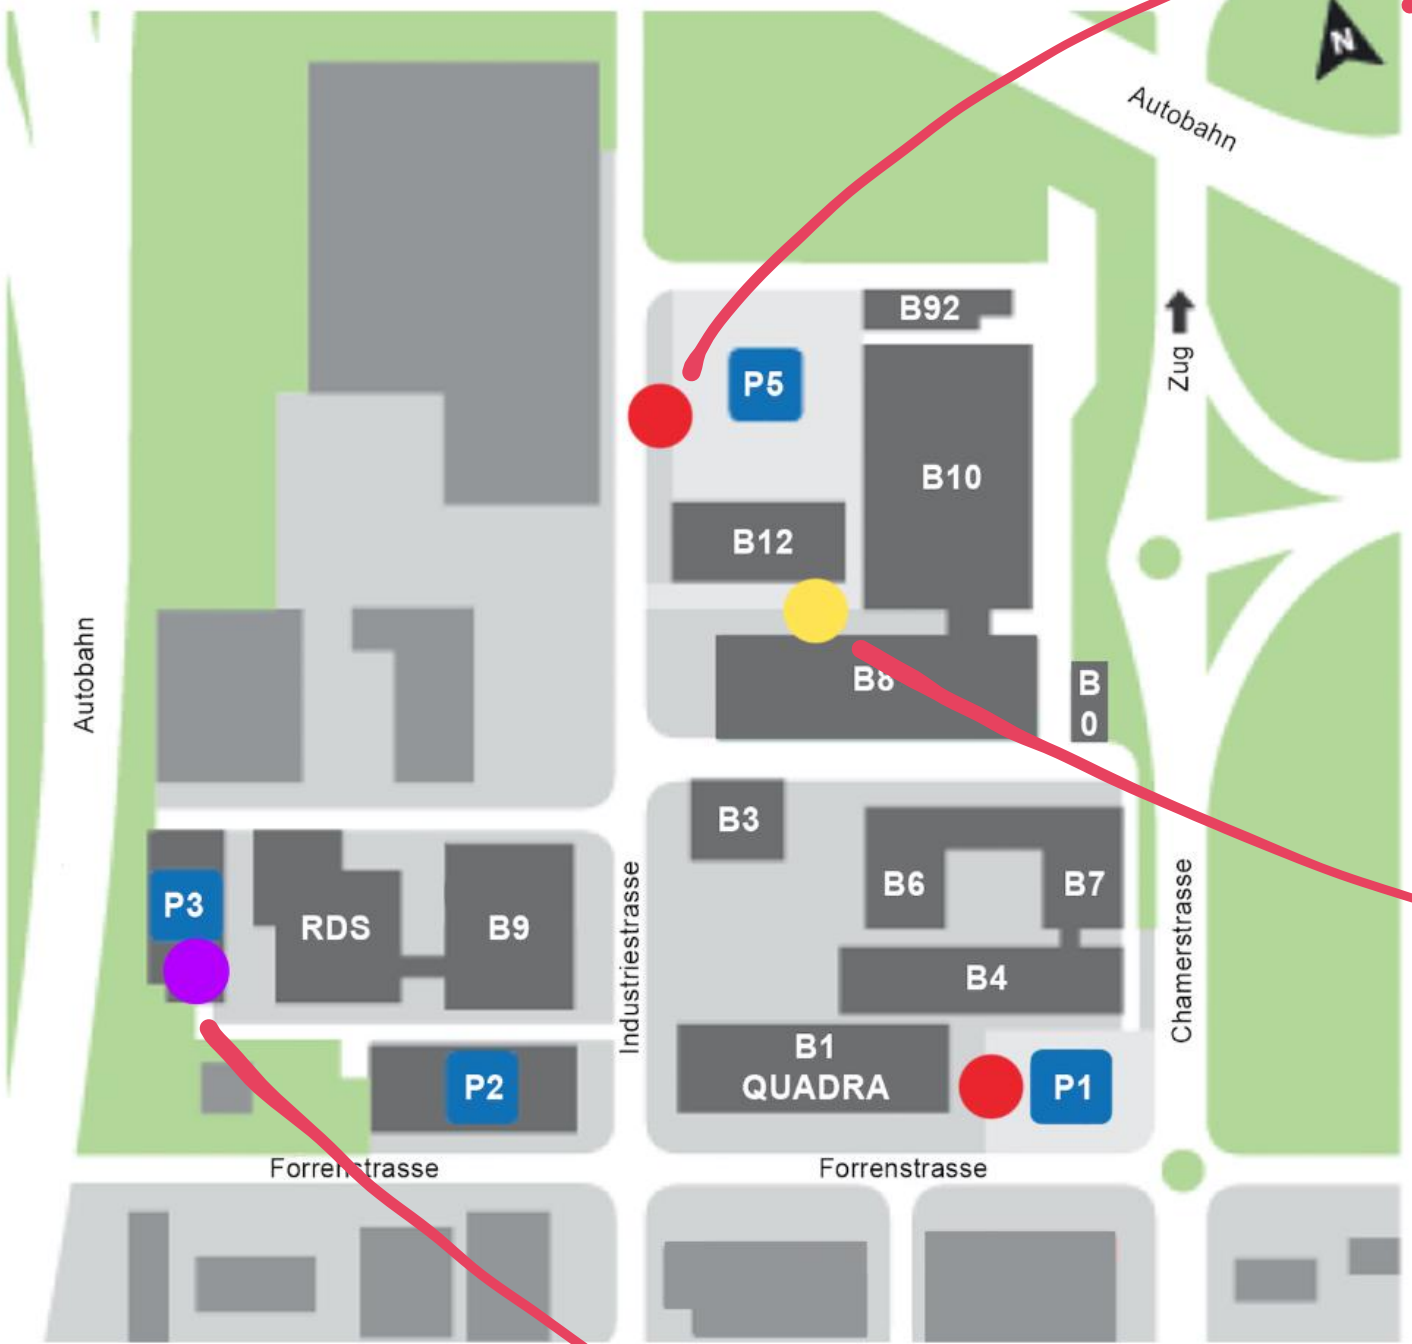 N
Autobahn
B92
Zug
P5
B10
B12
Autobahn
B8
B
0
B3
P3
RDS
B9
Industriestrasse
B6
B7
Chamerstrasse
B4
B1
QUADRA
P2
P1
Forrenstrasse
Forrenstrasse